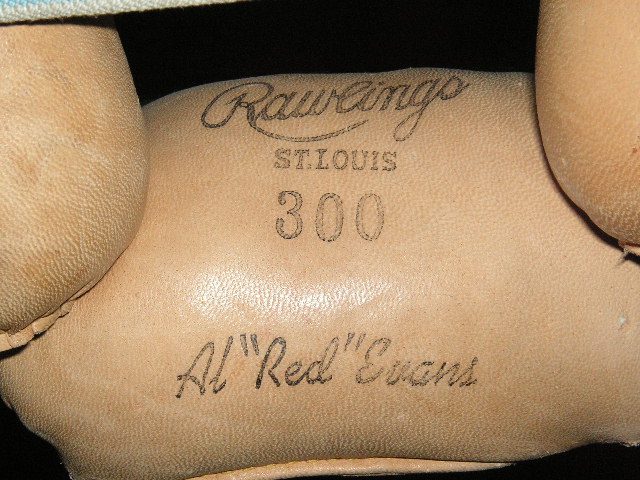 Rawlings
ST. LOUIS
300
Al "Red" Evans